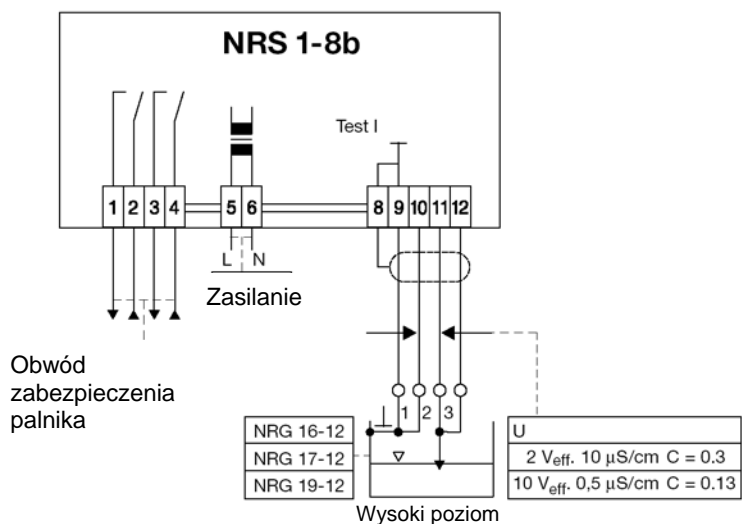 NRS 1-8b
Test I
1 2 3 4 5 6 8 9 10 11 12
L N
Zasilanie
Obwód
zabezpieczenia
palnika
1 2 3
NRG 16-12
NRG 17-12
NRG 19-12
U
2 Veff. 10 µS/cm C = 0.3
10 Veff. 0,5 µS/cm C = 0.13
Wysoki poziom